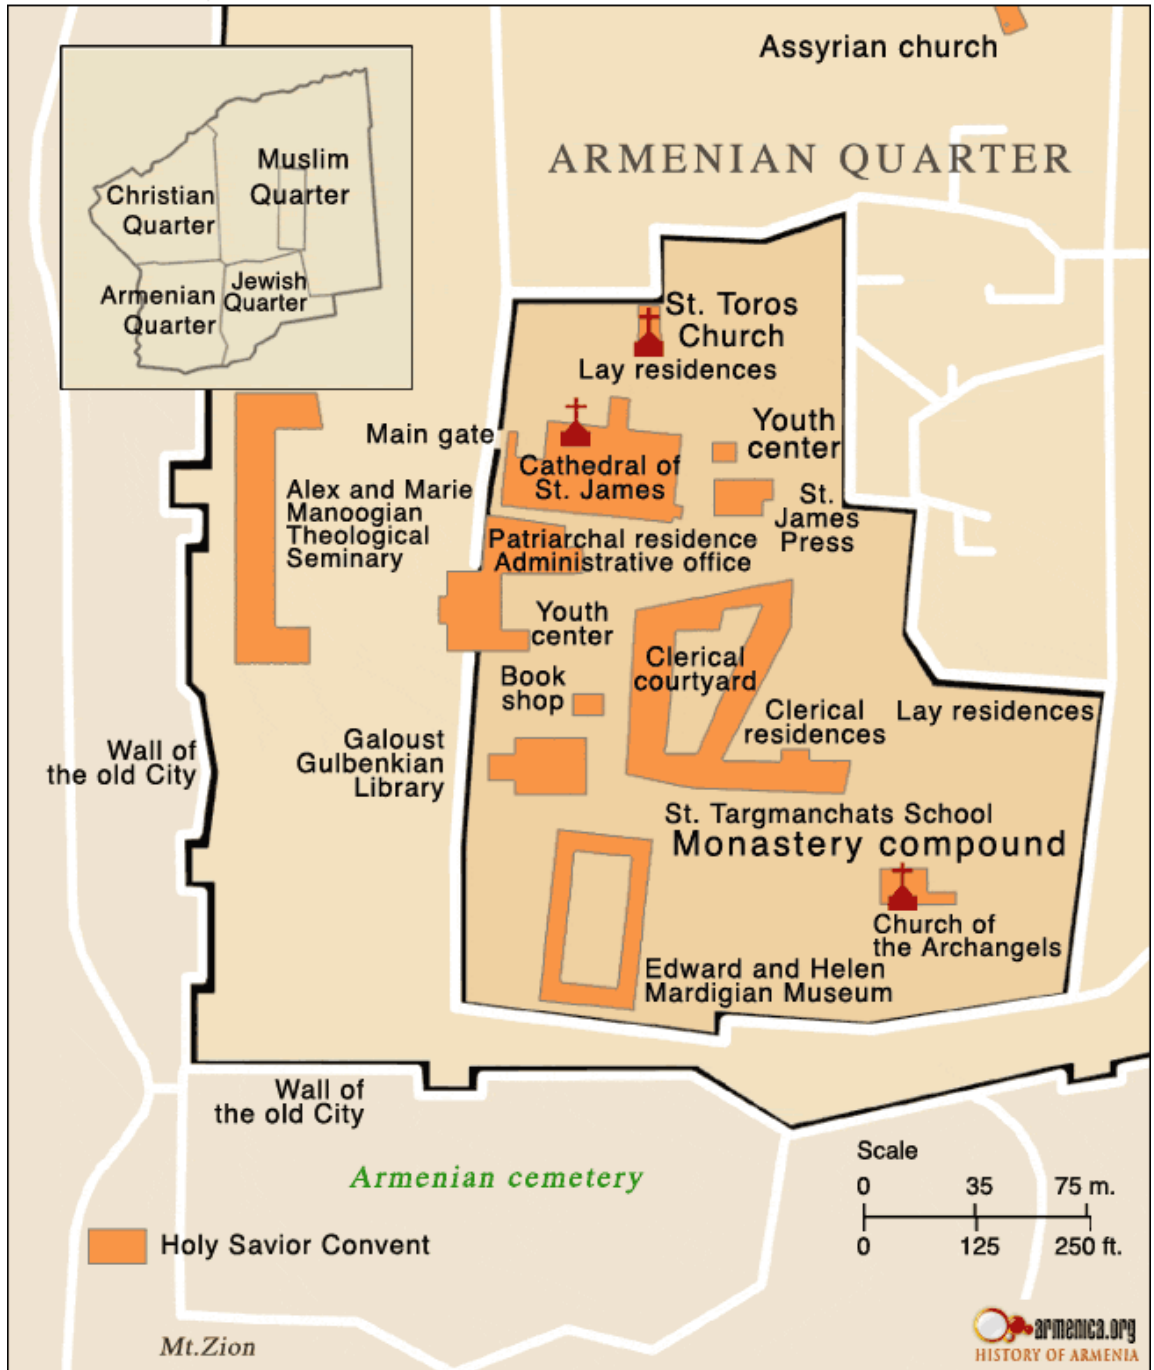 Assyrian church
ARMENIAN QUARTER
Muslim
Quarter
Christian
Quarter
Jewish
Quarter
Armenian
Quarter
St. Toros
Church
Lay residences
Main gate
Youth
center
Cathedral of
St. James
Alex and Marie
Manoogian
Theological
Seminary
St.
James
Press
Patriarchal residence
Administrative office
Youth
center
Clerical
courtyard
Book
shop
Clerical
residences
Lay residences
Wall of
the old City
Galoust
Gulbenkian
Library
St. Targmanchats School
Monastery compound
Church of
the Archangels
Edward and Helen
Mardigian Museum
Wall of
the old City
Armenian cemetery
Scale
0 35 75 m.
0 125 250 ft.
Holy Savior Convent
Mt.Zion
armenica.org
HISTORY OF ARMENIA